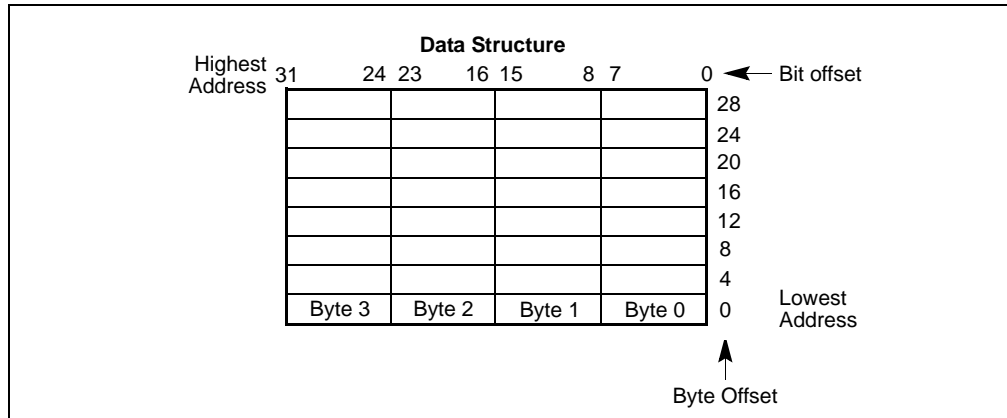 Data Structure
Highest
Address
31 24 23 16 15 8 7 0 Bit offset
28
24
20
16
12
8
4
Byte 3 Byte 2 Byte 1 Byte 0 0
Lowest
Address
Byte Offset